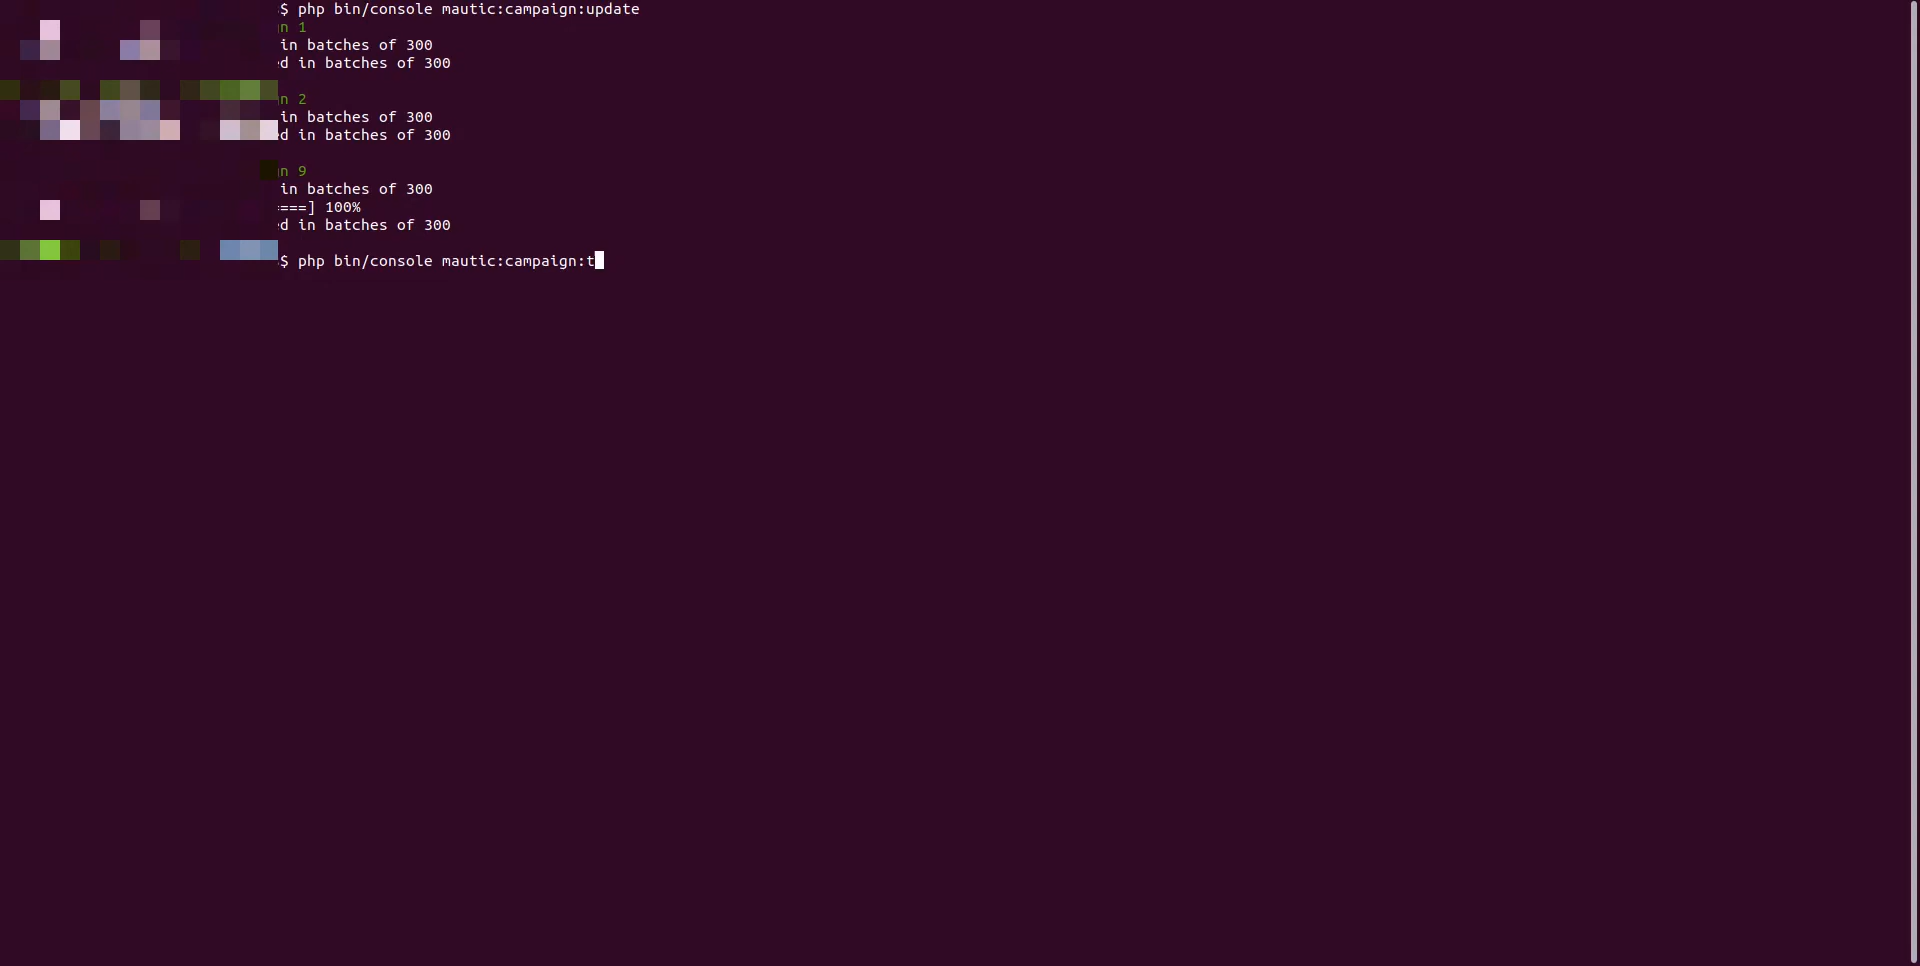 $ php bin/console mautic:campaign:update
1
in batches of 300
in batches of 300
2
in batches of 300
in batches of 300
9
in batches of 300
====] 100%
in batches of 300
$ php bin/console mautic:campaign:t